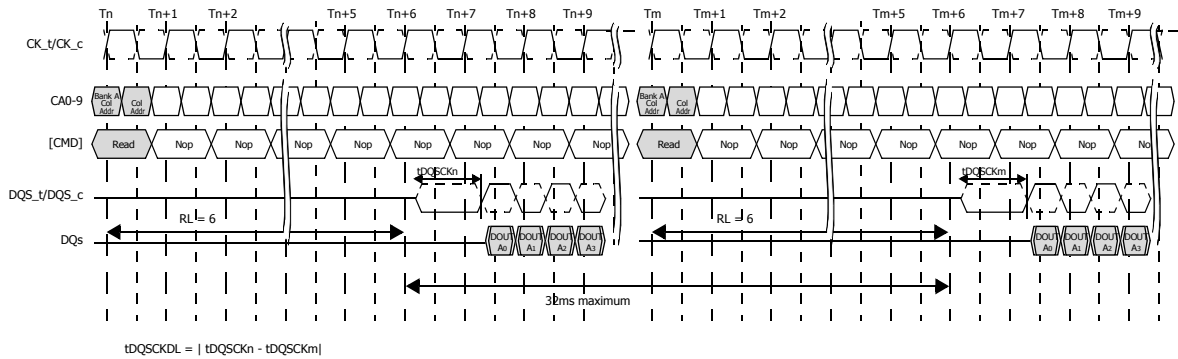 Tn Tn+1 Tn+2 Tn+5 Tn+6 Tn+7 Tn+8 Tn+9 Tm Tm+1 Tm+2 Tm+5 Tm+6 Tm+7 Tm+8 Tm+9
CK_t/CK_c
CA0-9
Bank A
Col
Addr
Col
Addr
Bank A
Col
Addr
Col
Addr
[CMD]
Read Nop Nop Nop Nop Nop Nop Nop Nop Read Nop Nop Nop Nop Nop Nop Nop Nop
tDQSCKn tDQSCKm
DQS_t/DQS_c
RL = 6 RL = 6
DQs
DOUT
A0
DOUT
A1
DOUT
A2
DOUT
A3
DOUT
A0
DOUT
A1
DOUT
A2
DOUT
A3
32ms maximum
tDQSCKDL = | tDQSCKn - tDQSCKm|